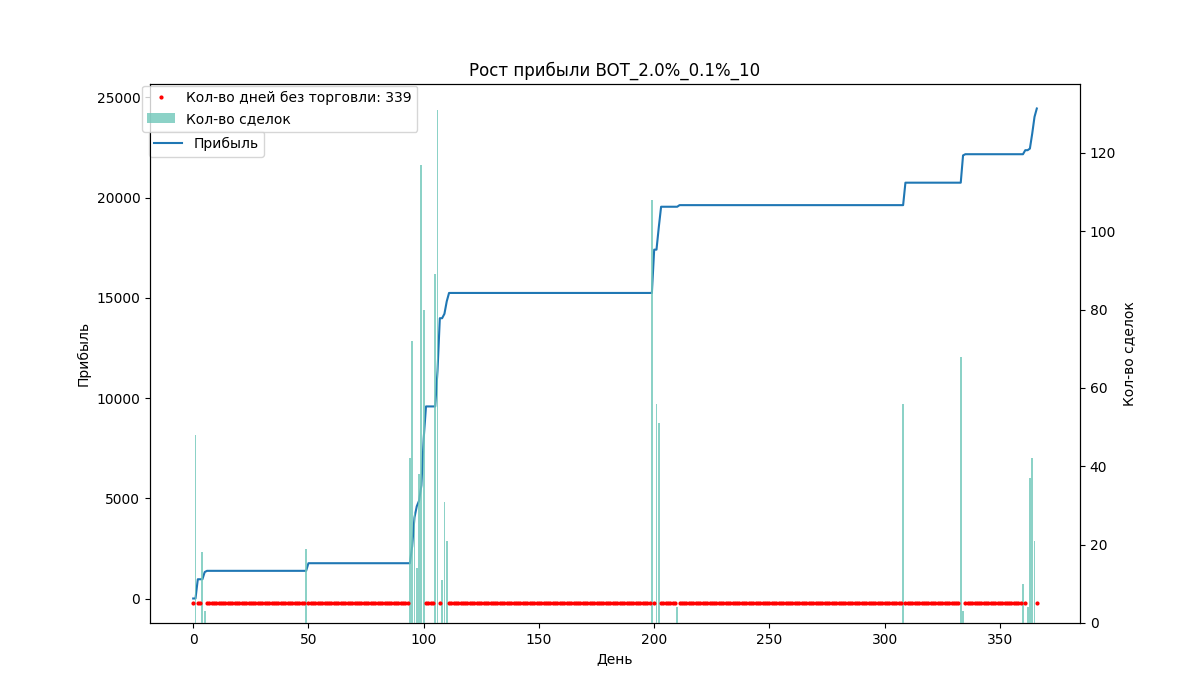 Рост прибыли BOT_2.0%_0.1%_10
Кол-во дней без торговли: 339
Кол-во сделок
Прибыль
25000
20000
15000
10000
5000
0
Прибыль
120
100
80
60
40
20
0
Кол-во сделок
0 50 100 150 200 250 300 350
День